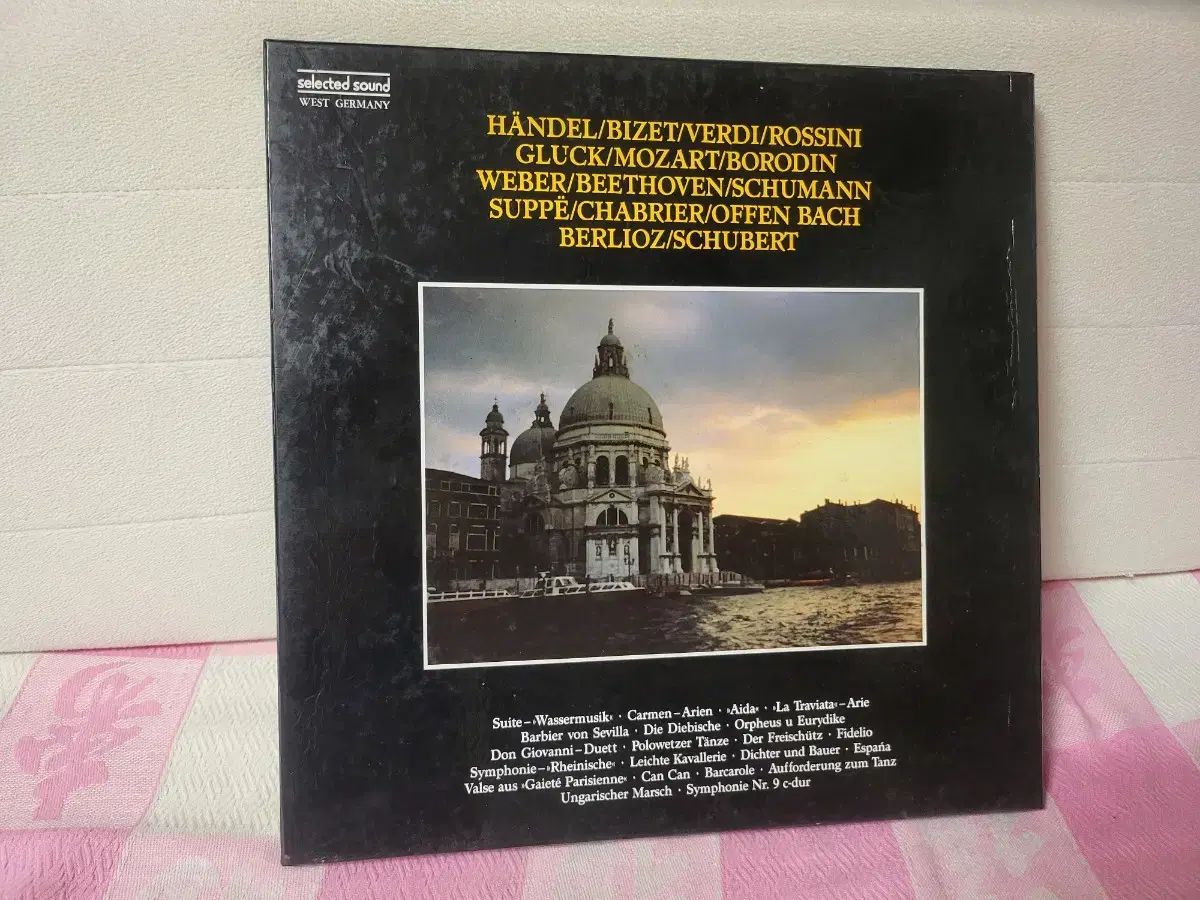 selected sound
WEST GERMANY
HÄNDEL/BIZET/VERDI/ROSSINI
GLUCK/MOZART/BORODIN
WEBER/BEETHOVEN/SCHUMANN
SUPPË/CHABRIER/OFFEN BACH
BERLIOZ/SCHUBERT
Suite-»Wassermusik« · Carmen-Arien · »Aida« · »La Traviata«-Arie
Barbier von Sevilla · Die Diebische · Orpheus u Eurydike
Don Giovanni-Duett · Polowetzer Tänze · Der Freischütz · Fidelio
Symphonie-»Rheinische« · Leichte Kavallerie · Dichter und Bauer · España
Valse aus »Gaieté Parisienne« · Can Can · Barcarole · Aufforderung zum Tanz
Ungarischer Marsch · Symphonie Nr. 9 c-dur